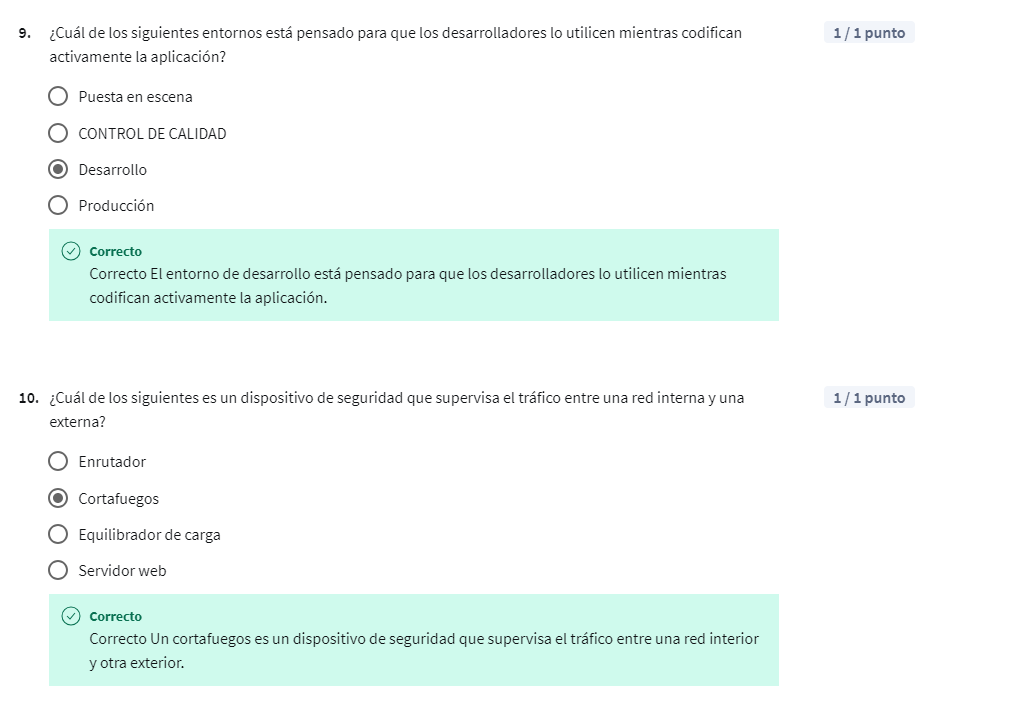 9. ¿Cuál de los siguientes entornos está pensado para que los desarrolladores lo utilicen mientras codifican
activamente la aplicación?
1 / 1 punto
Puesta en escena
CONTROL DE CALIDAD
Desarrollo
Producción
Correcto
Correcto El entorno de desarrollo está pensado para que los desarrolladores lo utilicen mientras
codifican activamente la aplicación.
10. ¿Cuál de los siguientes es un dispositivo de seguridad que supervisa el tráfico entre una red interna y una
externa?
1 / 1 punto
Enrutador
Cortafuegos
Equilibrador de carga
Servidor web
Correcto
Correcto Un cortafuegos es un dispositivo de seguridad que supervisa el tráfico entre una red interior
y otra exterior.